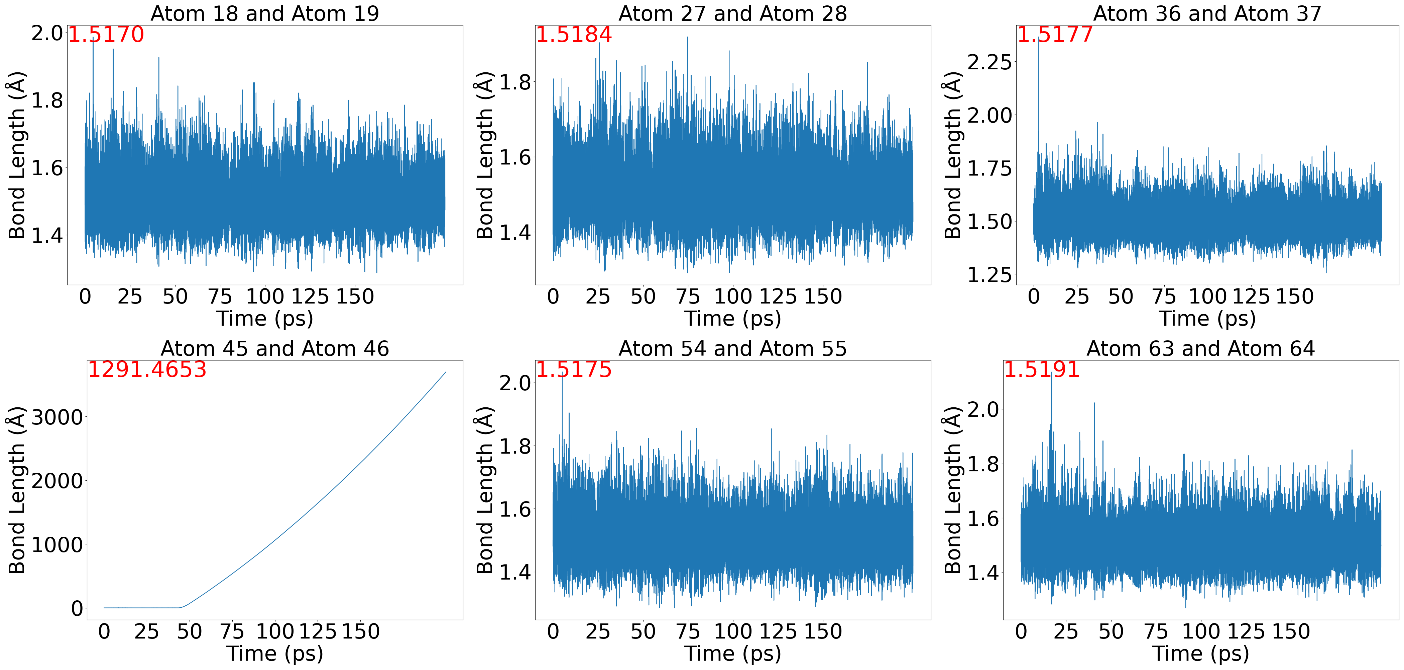 Atom 18 and Atom 19
1.5170
2.0
1.8
1.6
1.4
Bond Length (Å)
0 25 50 75 100 125 150
Time (ps)
Atom 27 and Atom 28
1.5184
1.8
1.6
1.4
Bond Length (Å)
0 25 50 75 100 125 150
Time (ps)
Atom 36 and Atom 37
1.5177
2.25
2.00
1.75
1.50
1.25
Bond Length (Å)
0 25 50 75 100 125 150
Time (ps)
Atom 45 and Atom 46
1291.4653
3000
2000
1000
0
Bond Length (Å)
0 25 50 75 100 125 150
Time (ps)
Atom 54 and Atom 55
1.5175
2.0
1.8
1.6
1.4
Bond Length (Å)
0 25 50 75 100 125 150
Time (ps)
Atom 63 and Atom 64
1.5191
2.0
1.8
1.6
1.4
Bond Length (Å)
0 25 50 75 100 125 150
Time (ps)